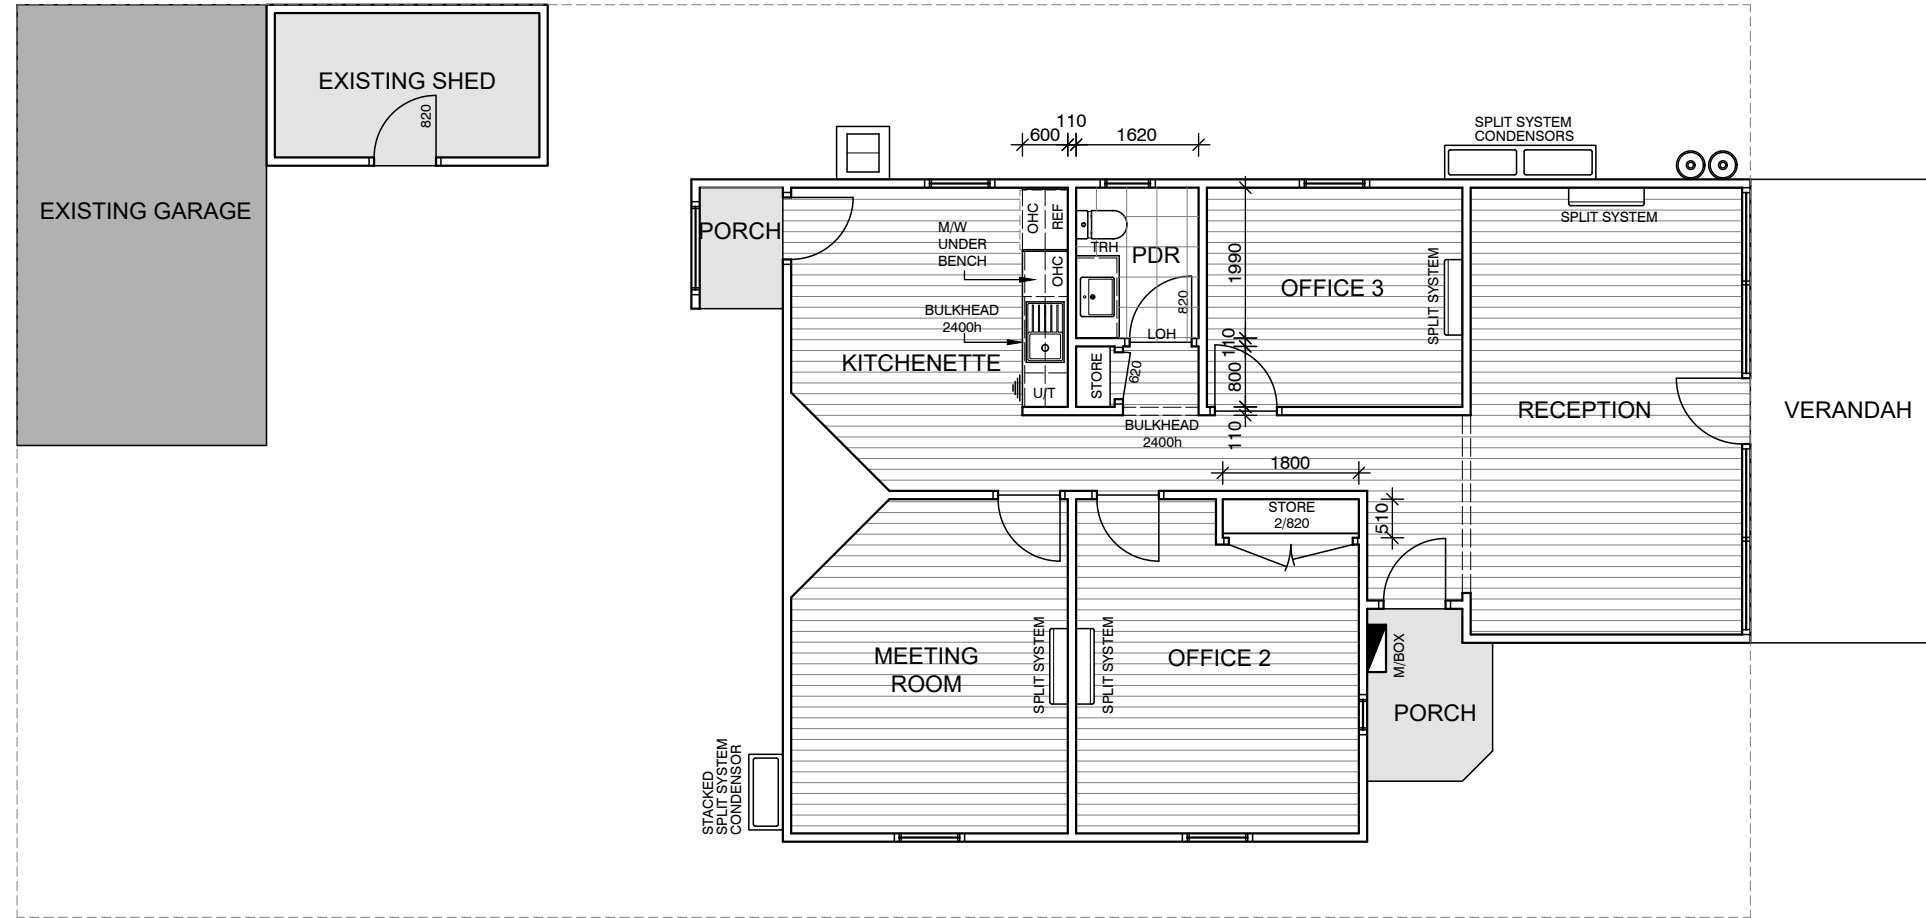 EXISTING SHED
820
EXISTING GARAGE
110
600
1620
SPLIT SYSTEM
CONDENSORS
PORCH
M/W
UNDER
BENCH
OHC
REF
OHC
TRH
PDR
820
LOH
1990
OFFICE 3
SPLIT SYSTEM
SPLIT SYSTEM
BULKHEAD
2400h
KITCHENETTE
U/T
STORE
620
110
800
110
BULKHEAD
2400h
RECEPTION
VERANDAH
1800
STORE
2/820
510
MEETING
ROOM
SPLIT SYSTEM
SPLIT SYSTEM
OFFICE 2
M/BOX
PORCH
STACKED
SPLIT SYSTEM
CONDENSOR